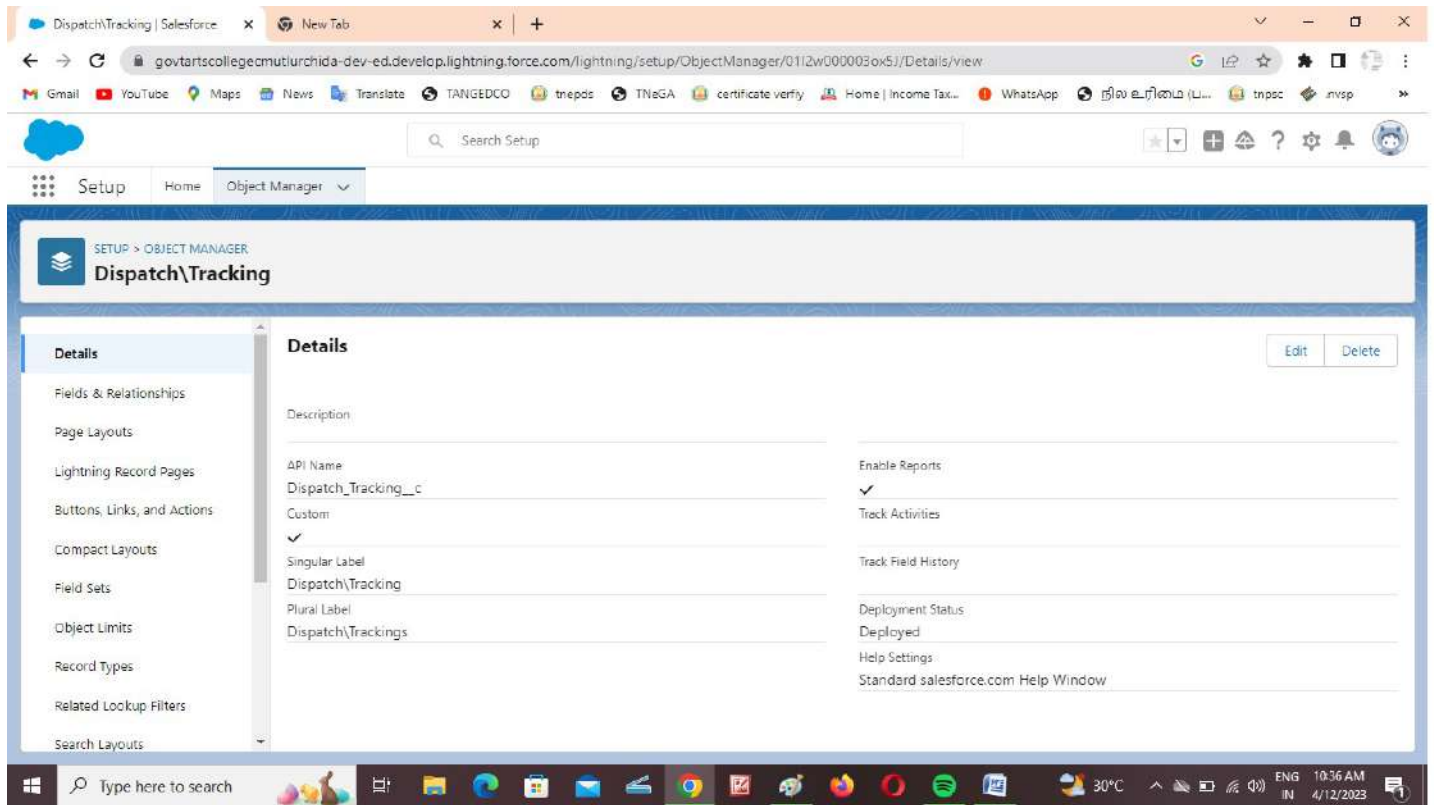 Dispatch\Tracking | Salesforce
New Tab
govtartscollegecmutlurchida-dev-ed.develop.lightning.force.com/lightning/setup/ObjectManager/01I2w000003ox5J/Details/view
Gmail YouTube Maps News Translate TANGEDCO tnepds TNeGA certificate verfiy Home | Income Tax... WhatsApp நில உரிமை (ப... tnpsc nvsp »
Search Setup
Setup Home Object Manager
SETUP > OBJECT MANAGER
Dispatch\Tracking
Details
Fields & Relationships
Page Layouts
Lightning Record Pages
Buttons, Links, and Actions
Compact Layouts
Field Sets
Object Limits
Record Types
Related Lookup Filters
Search Layouts
Details
Edit Delete
Description
API Name
Dispatch_Tracking__c
Custom
Singular Label
Dispatch\Tracking
Plural Label
Dispatch\Trackings
Enable Reports
Track Activities
Track Field History
Deployment Status
Deployed
Help Settings
Standard salesforce.com Help Window
Type here to search
30°C
ENG
IN
10:36 AM
4/12/2023
1